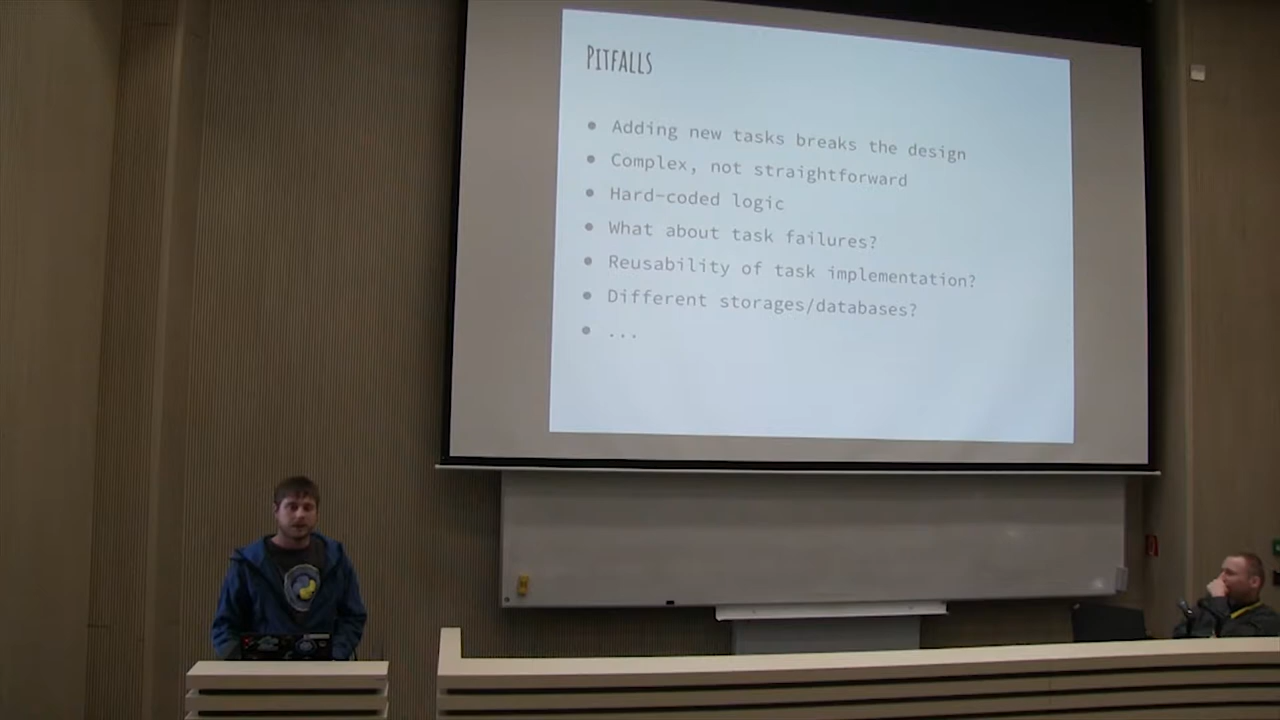 PITFALLS
● Adding new tasks breaks the design
● Complex, not straightforward
● Hard-coded logic
● What about task failures?
● Reusability of task implementation?
● Different storages/databases?
● ...